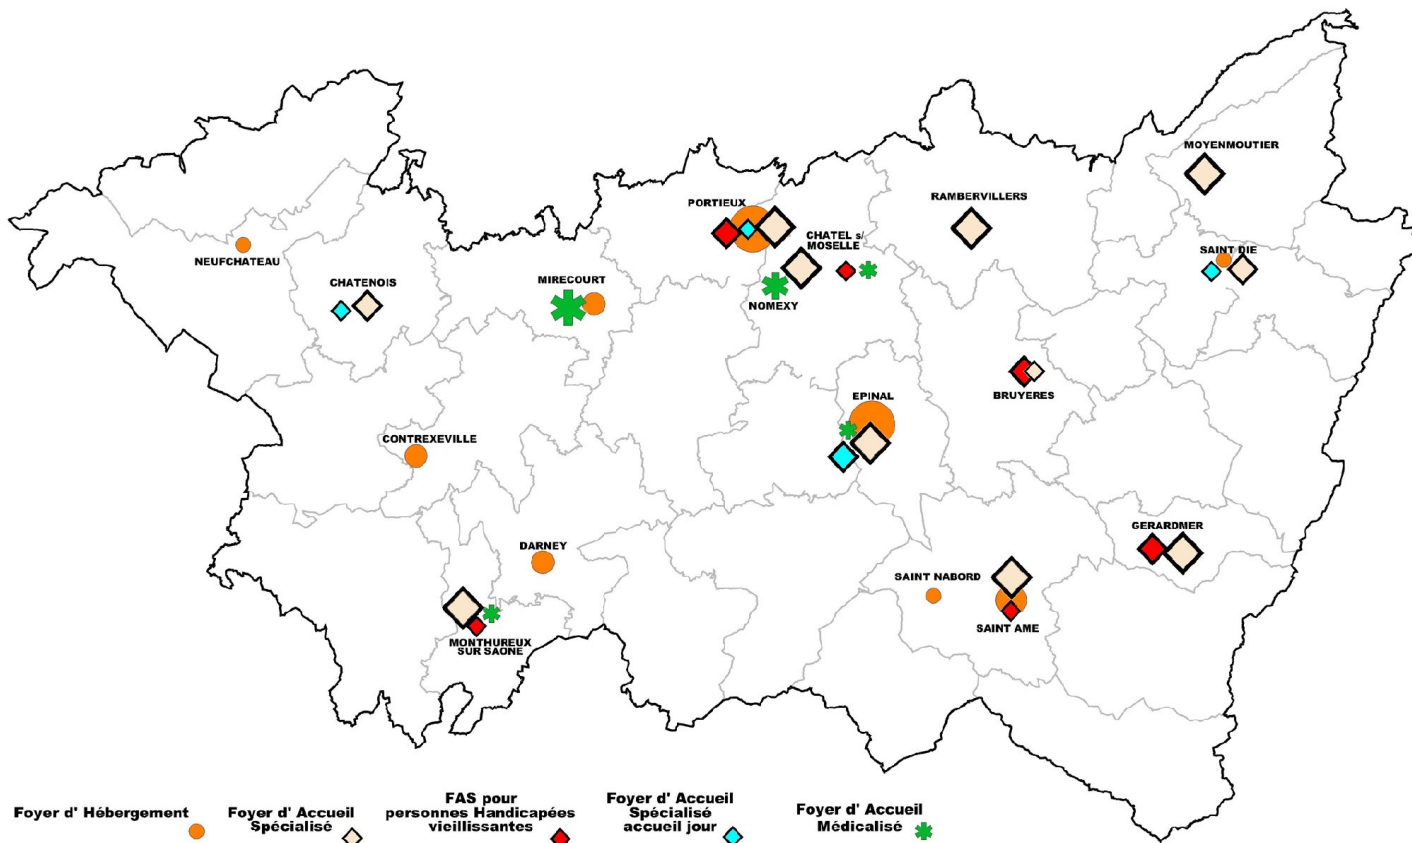 MOYENMOUTIER
RAMBERVILLERS
PORTIEUX
CHATEL s/
MOSELLE
SAINT DIE
NEUFCHATEAU
CHATENOIS
MIRECOURT
NOMEXY
BRUYERES
EPINAL
CONTREXEVILLE
GERARDMER
DARNEY
SAINT NABORD
SAINT AME
MONTHUREUX
SUR SAONE
Foyer d' Hébergement
Foyer d' Accueil
Spécialisé
FAS pour
personnes Handicapées
vieillissantes
Foyer d' Accueil
Spécialisé
accueil jour
Foyer d' Accueil
Médicalisé